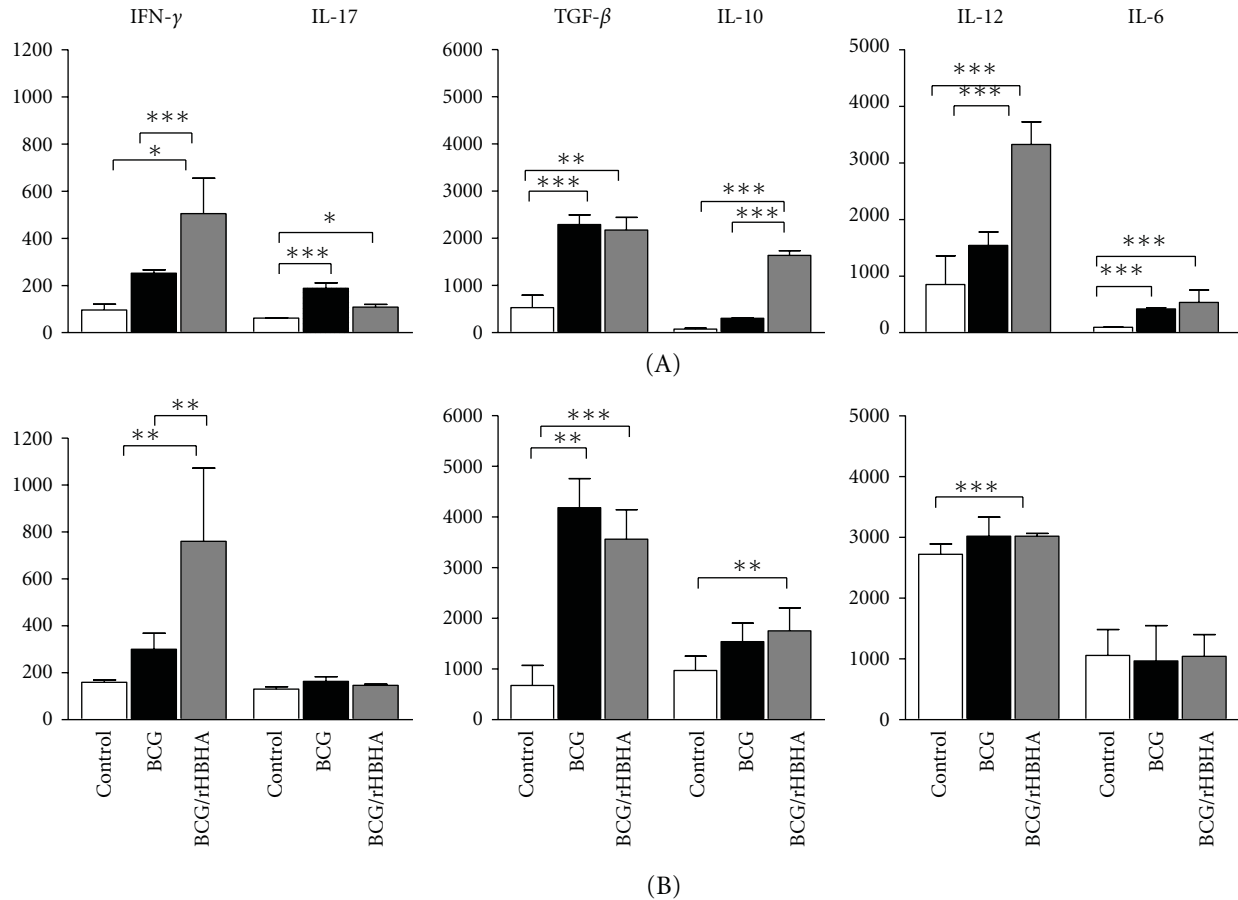 IFN-γ IL-17 TGF-β IL-10 IL-12 IL-6
1200
1000
800
600
400
200
0
*** 
*
*
***
6000
5000
4000
3000
2000
1000
0
**
***
***
***
5000
4000
3000
2000
1000
0
***
***
***
***
(A)
1200
1000
800
600
400
200
0
**
**
Control
BCG
BCG/rHBHA
Control
BCG
BCG/rHBHA
6000
5000
4000
3000
2000
1000
0
***
**
**
Control
BCG
BCG/rHBHA
Control
BCG
BCG/rHBHA
5000
4000
3000
2000
1000
0
***
Control
BCG
BCG/rHBHA
Control
BCG
BCG/rHBHA
(B)